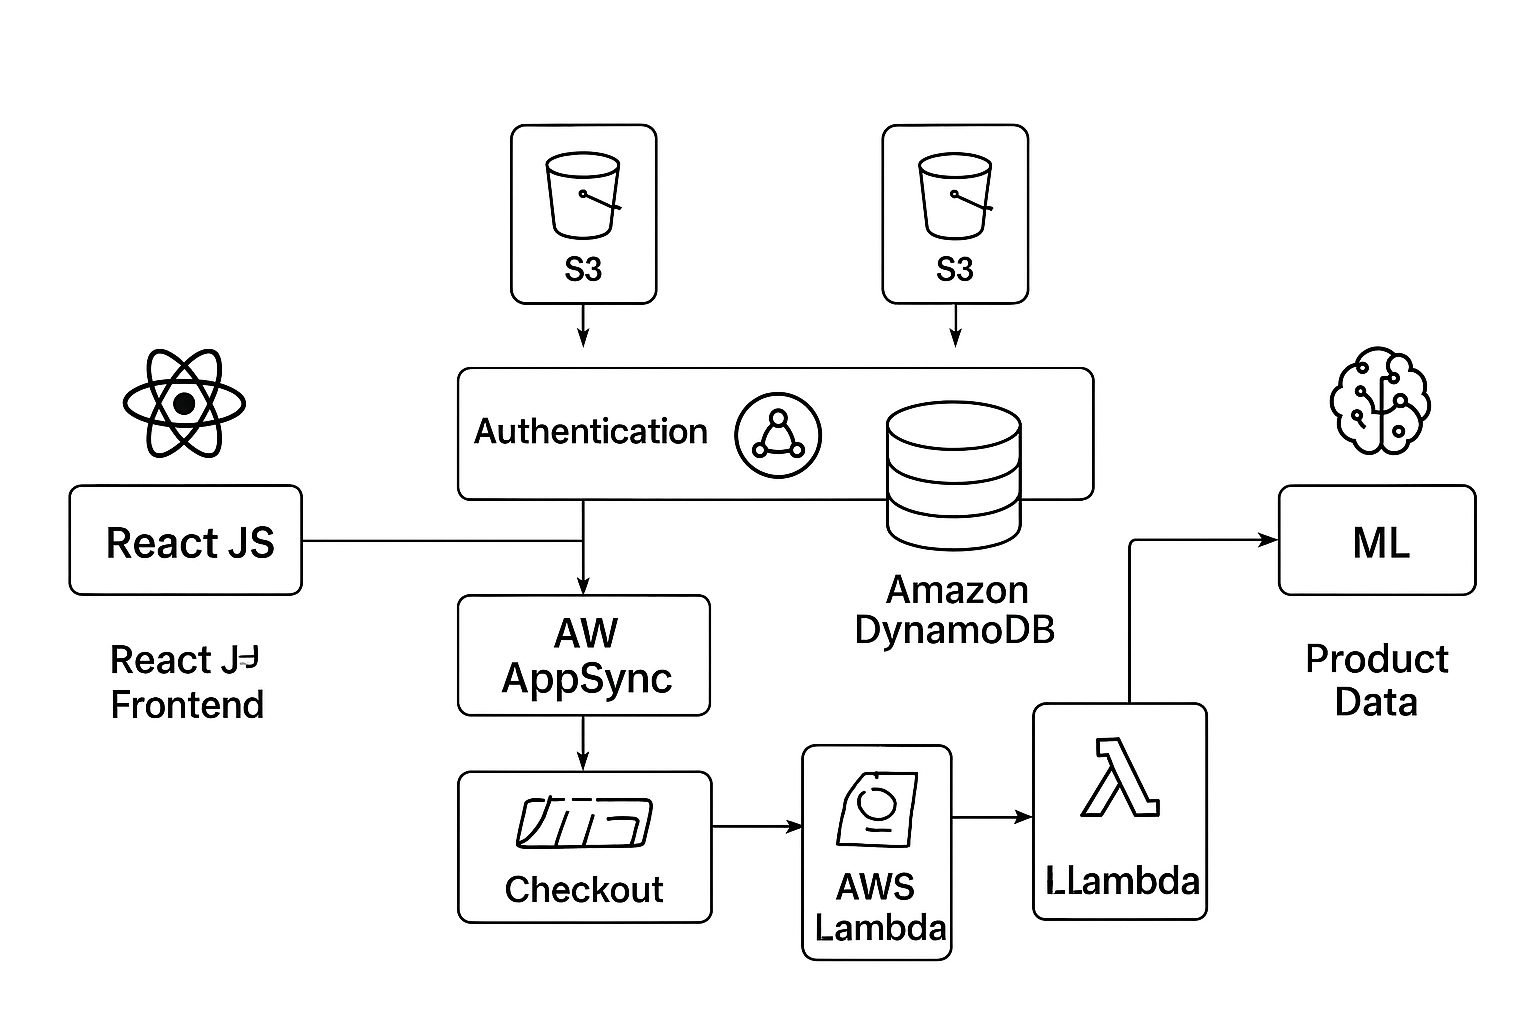 S3
S3
Authentication
React JS
ML
Amazon
DynamoDB
AW
AppSync
React
Frontend
Product
Data
Checkout
AWS
Lambda
LLambda